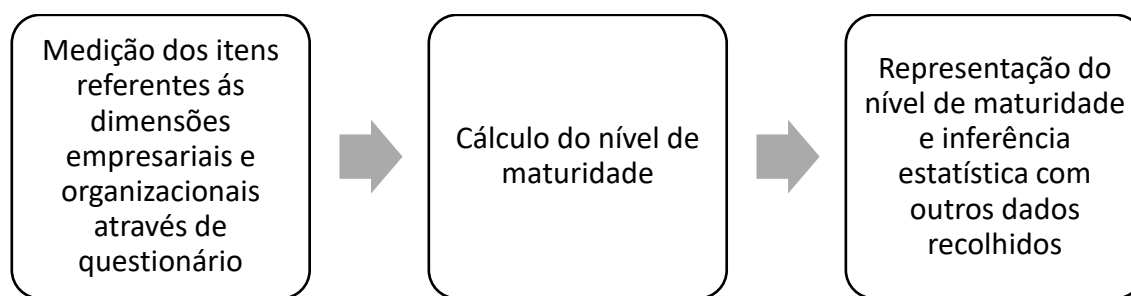 Medição dos itens
referentes ás
dimensões
empresariais e
organizacionais
através de
questionário
Cálculo do nível de
maturidade
Representação do
nível de maturidade
e inferência
estatística com
outros dados
recolhidos